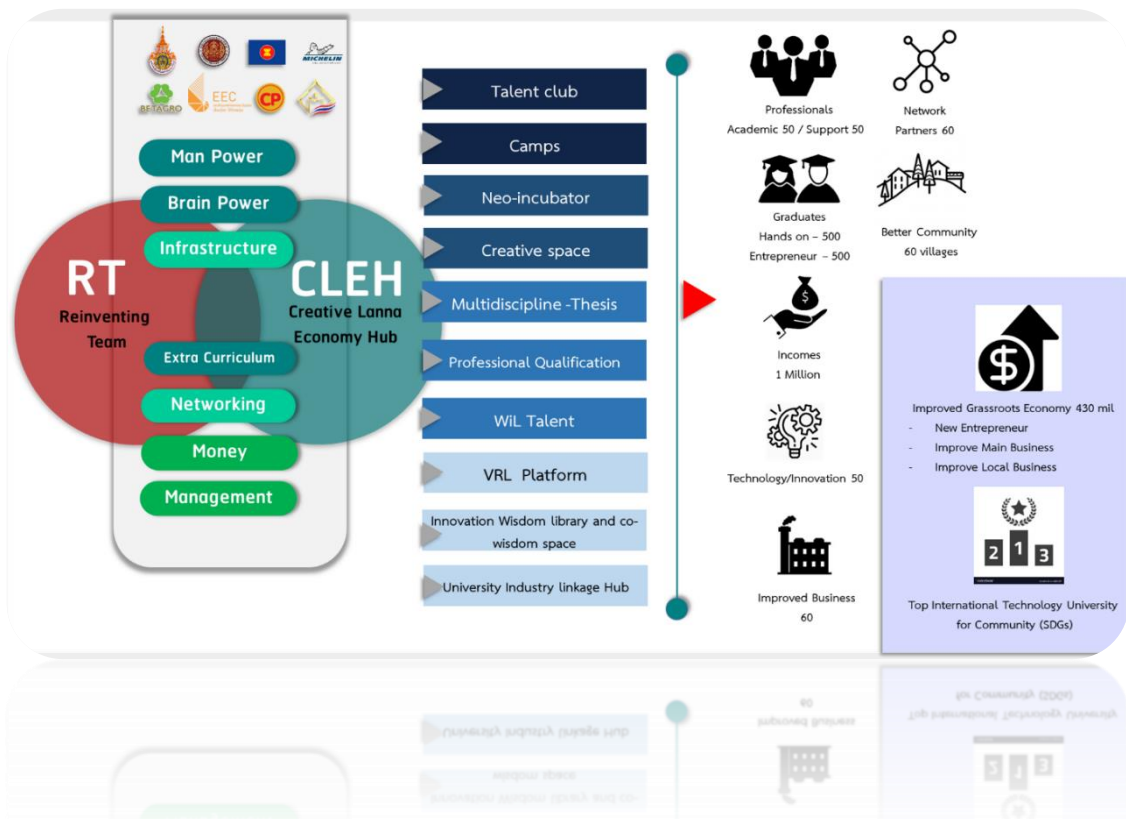 MICHELIN
BETAGRO
EEC
CP
Man Power
Brain Power
Infrastructure
RT
Reinventing
Team
CLEH
Creative Lanna
Economy Hub
Extra Curriculum
Networking
Money
Management
Talent club
Camps
Neo-incubator
Creative space
Multidiscipline -Thesis
Professional Qualification
WiL Talent
VRL Platform
Innovation Wisdom library and co-
wisdom space
University Industry linkage Hub
Professionals
Academic 50 / Support 50
Network
Partners 60
Graduates
Hands on – 500
Entrepreneur – 500
Better Community
60 villages
Incomes
1 Million
Technology/Innovation 50
Improved Business
60
Improved Grassroots Economy 430 mil
- New Entrepreneur
- Improve Main Business
- Improve Local Business
2 1 3
Top International Technology University
for Community (SDGs)